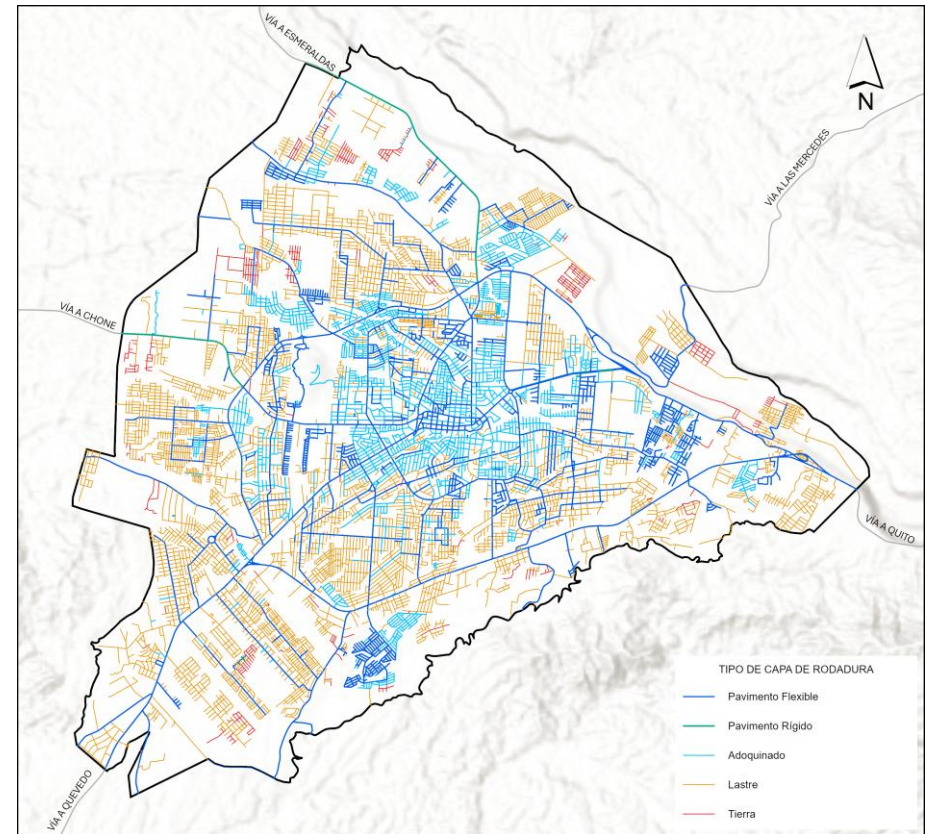 VÍA A ESMERALDAS
N
VÍA A LAS MERCEDES
VÍA A CHONE
VÍA A QUITO
VÍA A QUEVEDO
TIPO DE CAPA DE RODADURA
Pavimento Flexible
Pavimento Rígido
Adoquinado
Lastre
Tierra